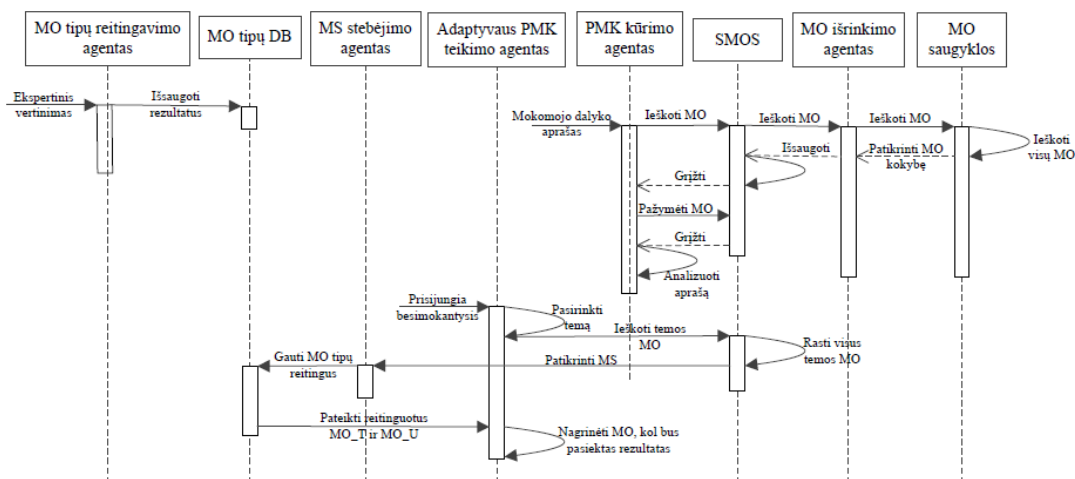 MO tipų reitingavimo
agentas
MO tipų DB
MS stebėjimo
agentas
Adaptyvaus PMK
teikimo agentas
PMK kūrimo
agentas
SMOS
MO išrinkimo
agentas
MO
saugyklos
Ekspertinis
vertinimas
Išsaugoti
rezultatus
Mokomojo dalyko
aprašas
Ieškoti MO
Ieškoti MO
Ieškoti MO
Ieškoti
visų MO
Patikrinti MO
kokybę
Išsaugoti
Grįžti
Pažymėti MO
Grįžti
Analizuoti
aprašą
Prisijungia
besimokantysis
Pasirinkti
temą
Ieškoti temos
MO
Rasti visus
temos MO
Patikrinti MS
Gauti MO tipų
reitingus
Pateikti reitinguotus
MO_T ir MO_U
Nagrinėti MO, kol bus
pasiektas rezultatas